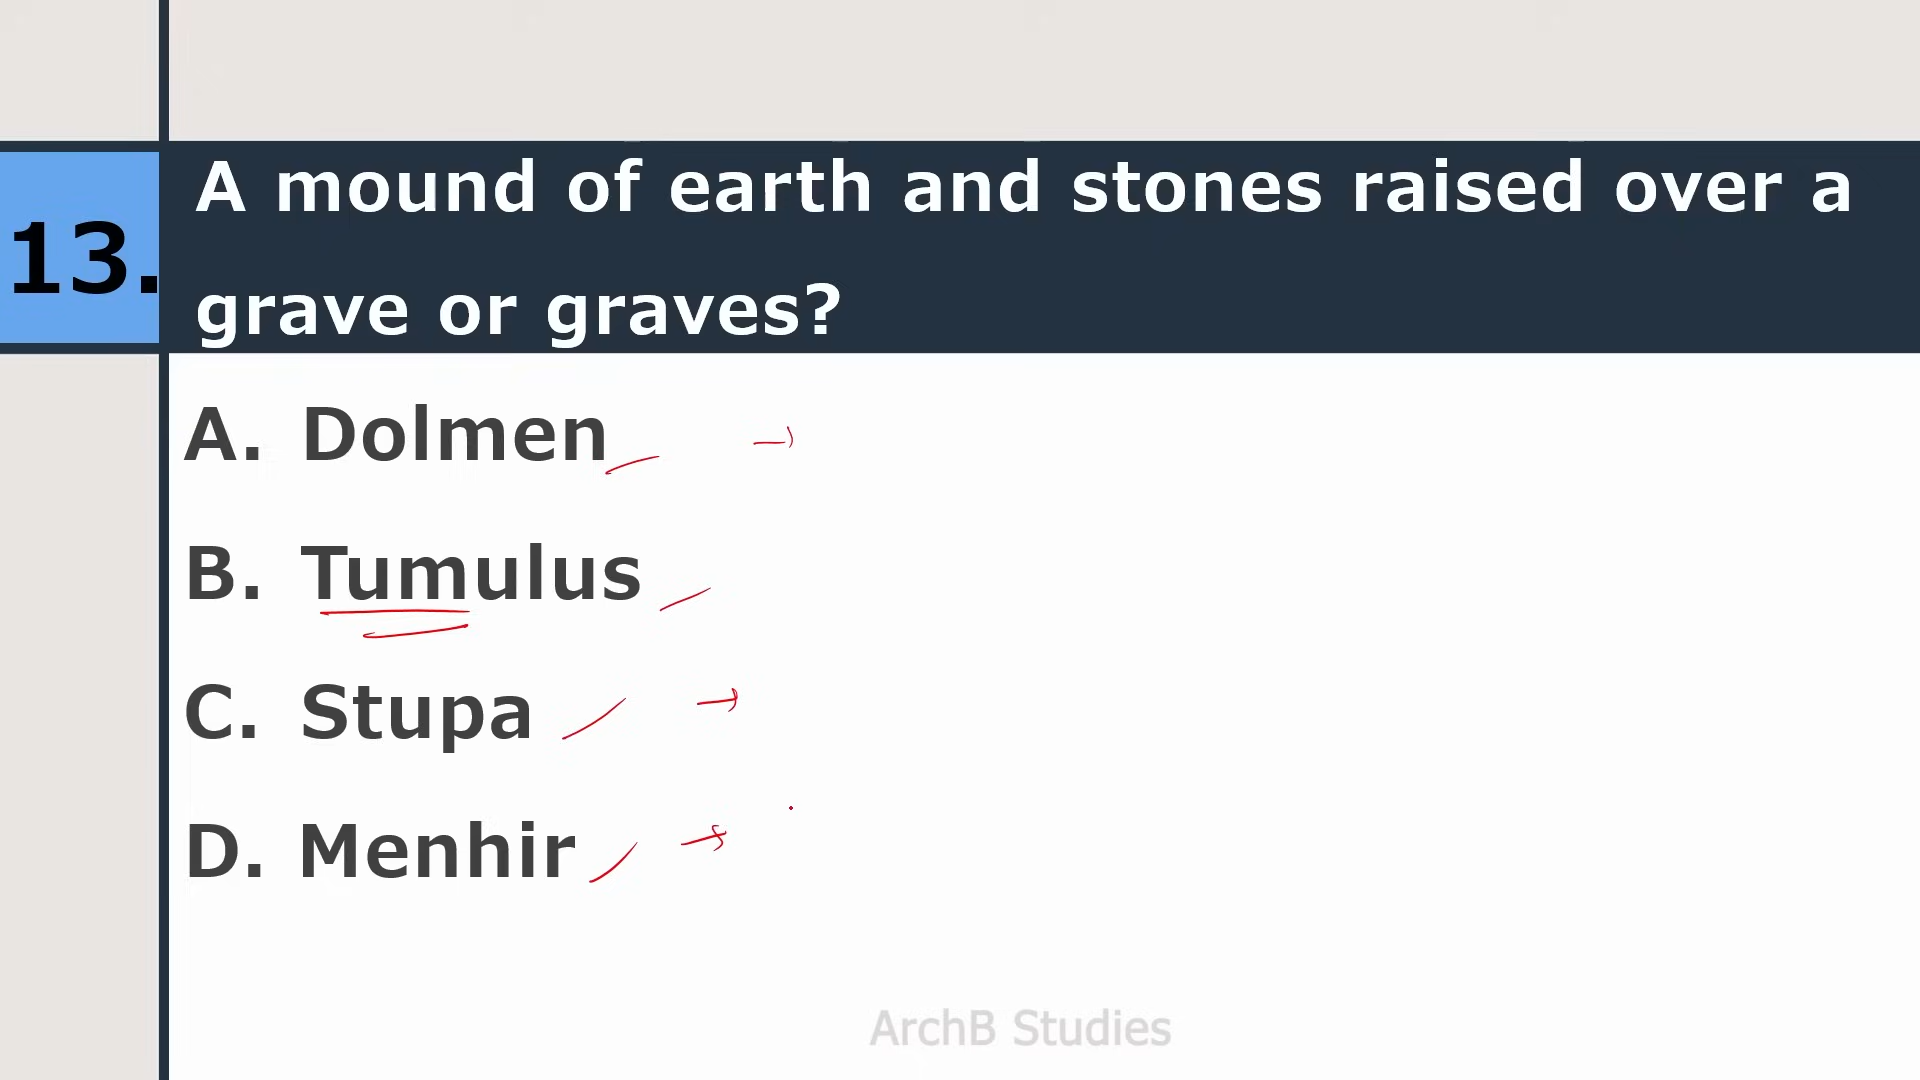 13.
A mound of earth and stones raised over a
grave or graves?
A. Dolmen
B. Tumulus
C. Stupa
D. Menhir
ArchB Studies